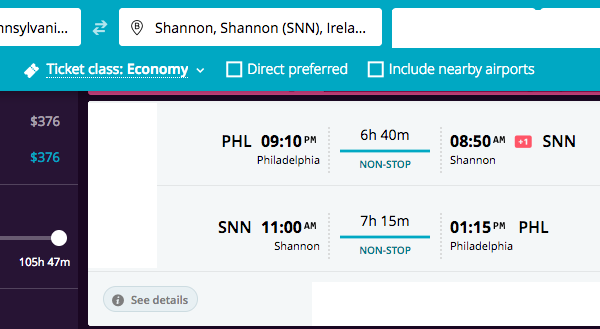 nnsylvani...
Shannon, Shannon (SNN), Irela...
Ticket class: Economy
Direct preferred
Include nearby airports
$376
$376
105h 47m
PHL 09:10 PM
Philadelphia
6h 40m
NON-STOP
08:50 AM +1 SNN
Shannon
SNN 11:00 AM
Shannon
7h 15m
NON-STOP
01:15 PM PHL
Philadelphia
See details